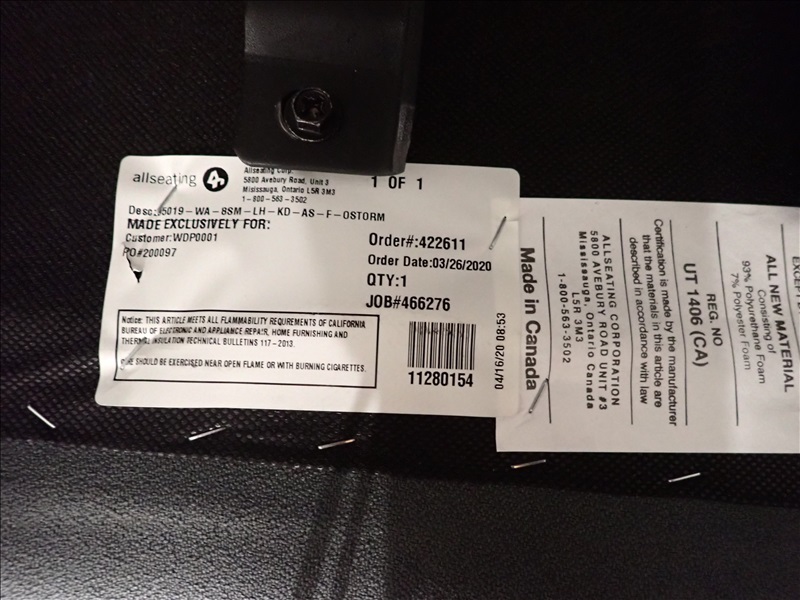 allseating
Allseating Corp.
5800 Avebury Road, Unit 3
Mississauga, Ontario L5R 3M3
1-800-563-3502
1 OF 1
Desc: 95019-WA-8SM-LH-KD-AS-F-0STORM
MADE EXCLUSIVELY FOR:
Customer: WDP0001
PO#200097
Order#:422611
Order Date:03/26/2020
QTY:1
JOB#466276
Notice: THIS ARTICLE MEETS ALL FLAMMABILITY REQUIREMENTS OF CALIFORNIA
BUREAU OF ELECTRONIC AND APPLIANCE REPAIR, HOME FURNISHING AND
THERMAL INSULATION TECHNICAL BULLETINS 117-2013.
SHOULD BE EXERCISED NEAR OPEN FLAME OR WITH BURNING CIGARETTES.
11280154
04/16/20 08:53
ALL NEW MATERIAL
Consisting of
93% Polyurethane Foam
7% Polyester Foam
REG. NO
UT 1406 (CA)
Certification is made by the manufacturer
that the materials in this article are
described in accordance with law
ALLSEATING CORPORATION
5800 AVEBURY ROAD UNIT #3
Mississauga, Ontario Canada
L5R 3M3
1-800-563-3502
Made in Canada